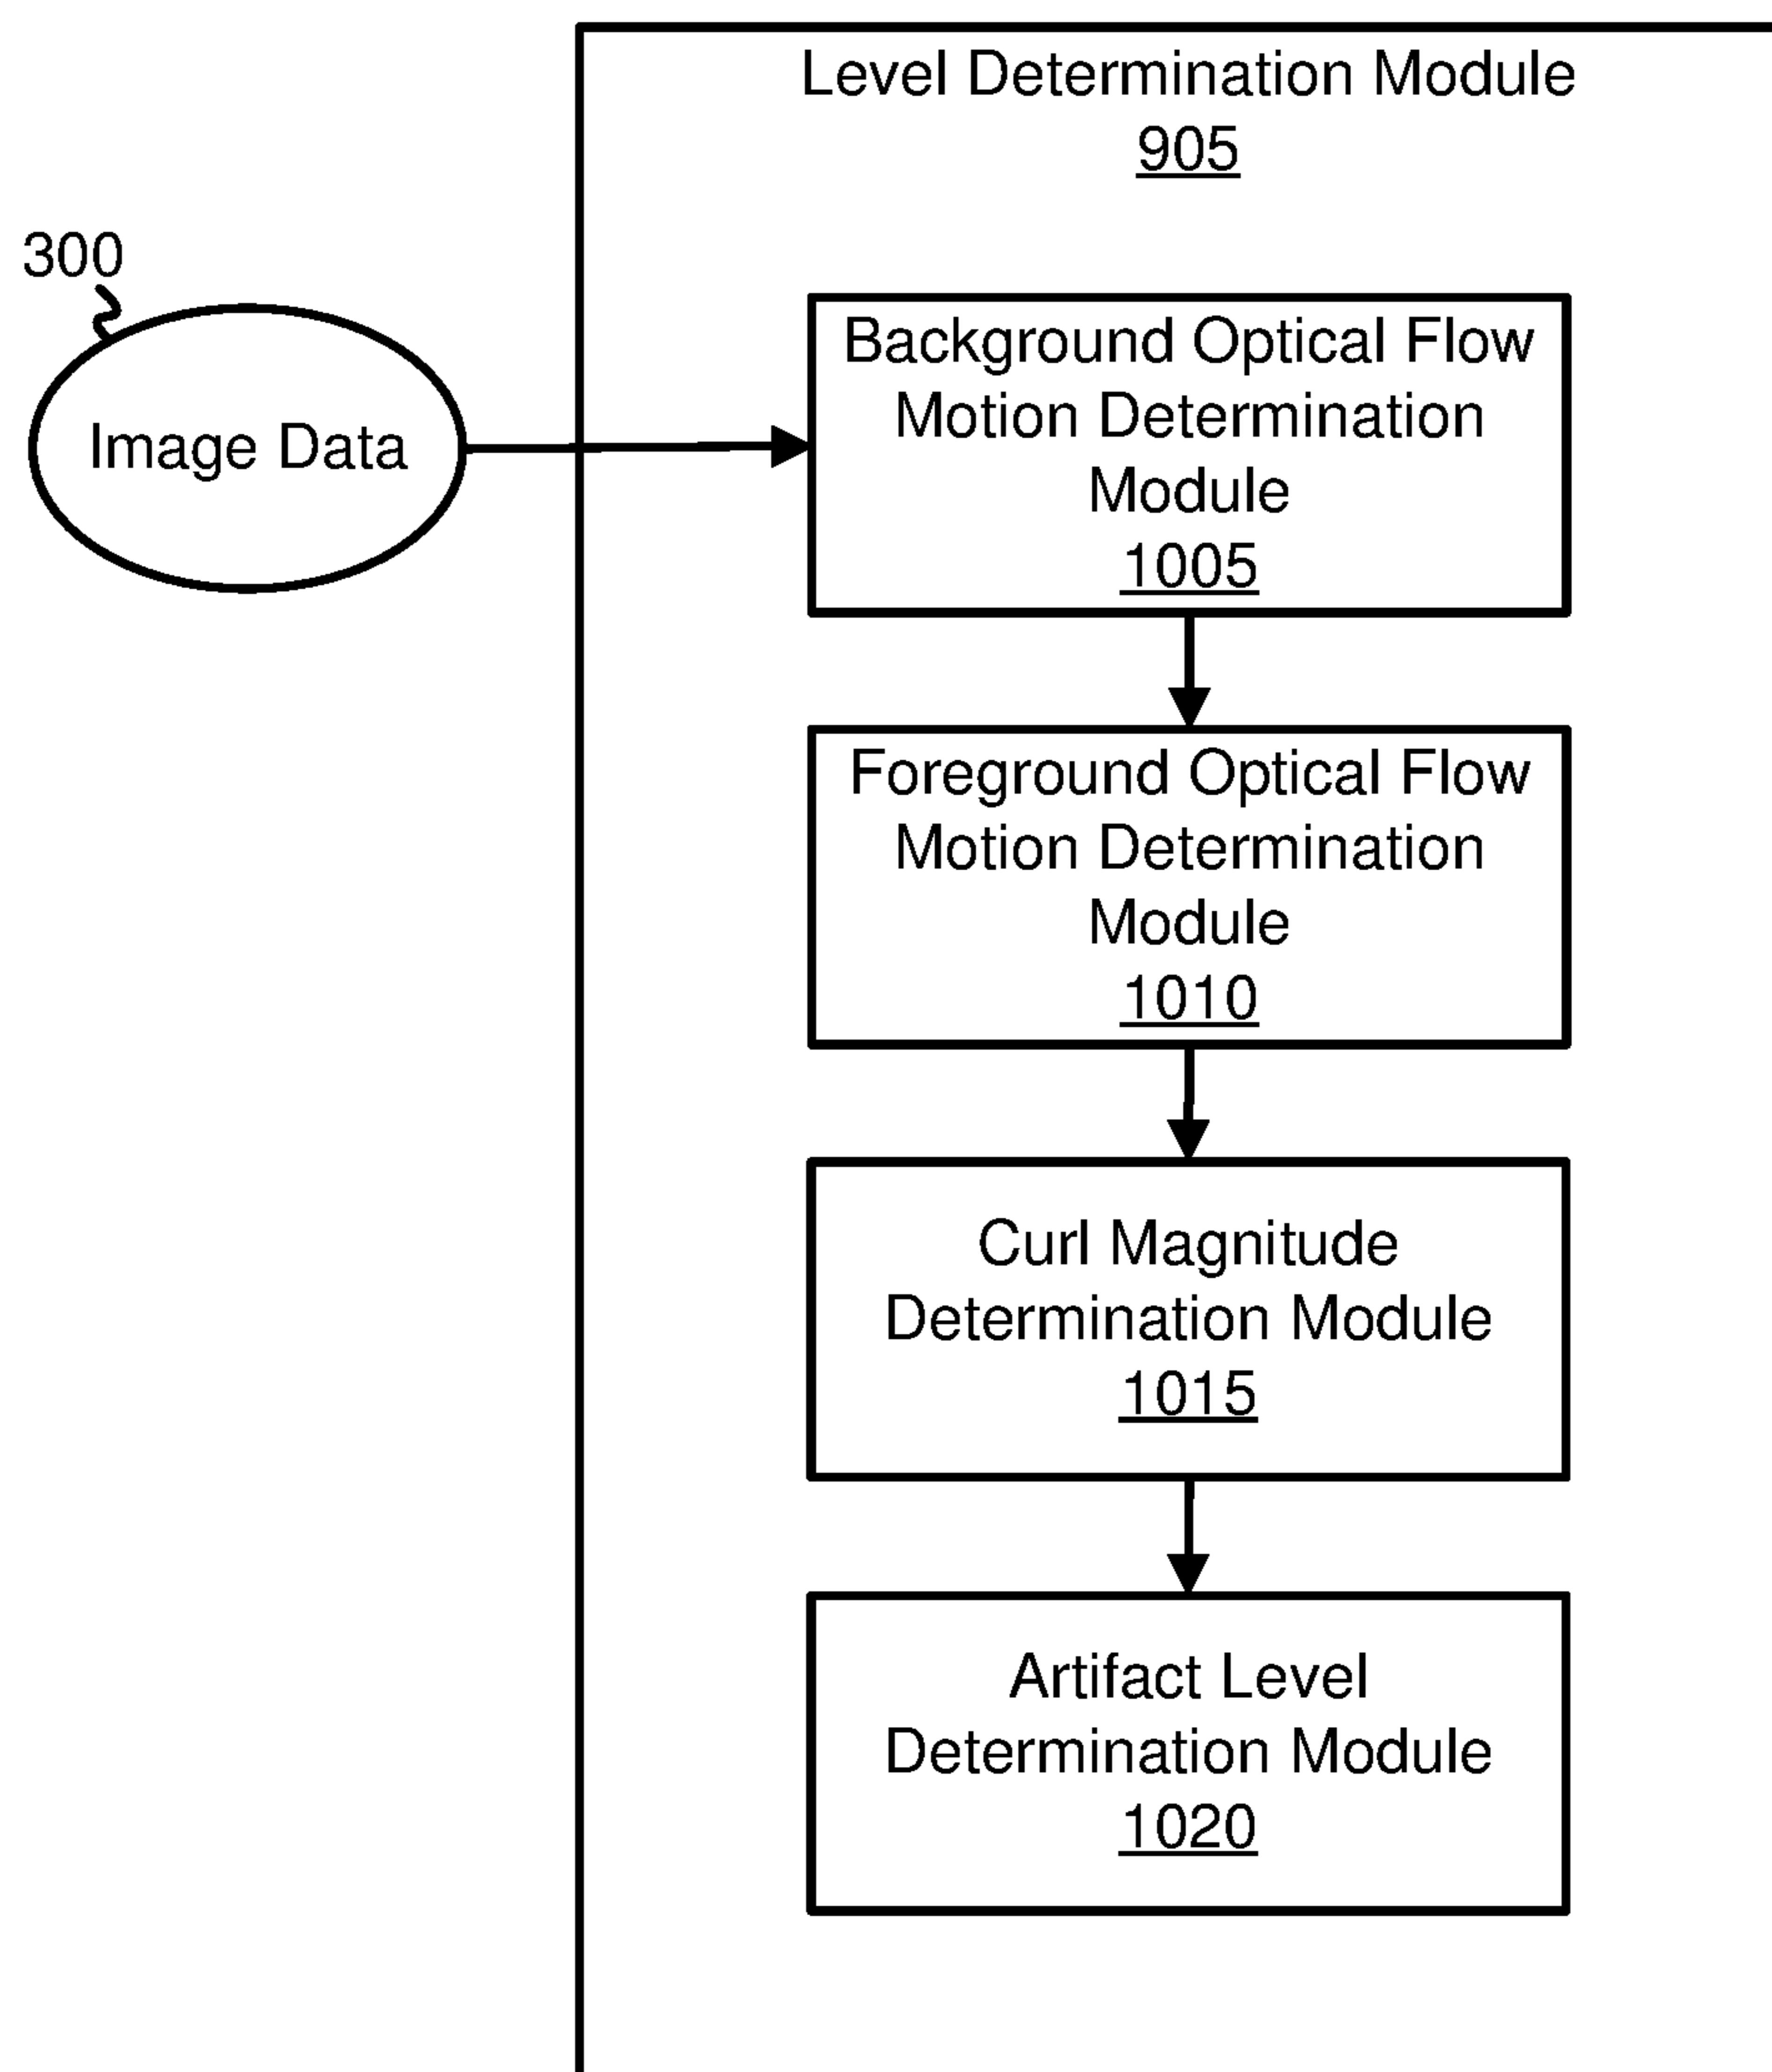 Level Determination Module
905
300
Image Data
Background Optical Flow
Motion Determination
Module
1005
Foreground Optical Flow
Motion Determination
Module
1010
Curl Magnitude
Determination Module
1015
Artifact Level
Determination Module
1020